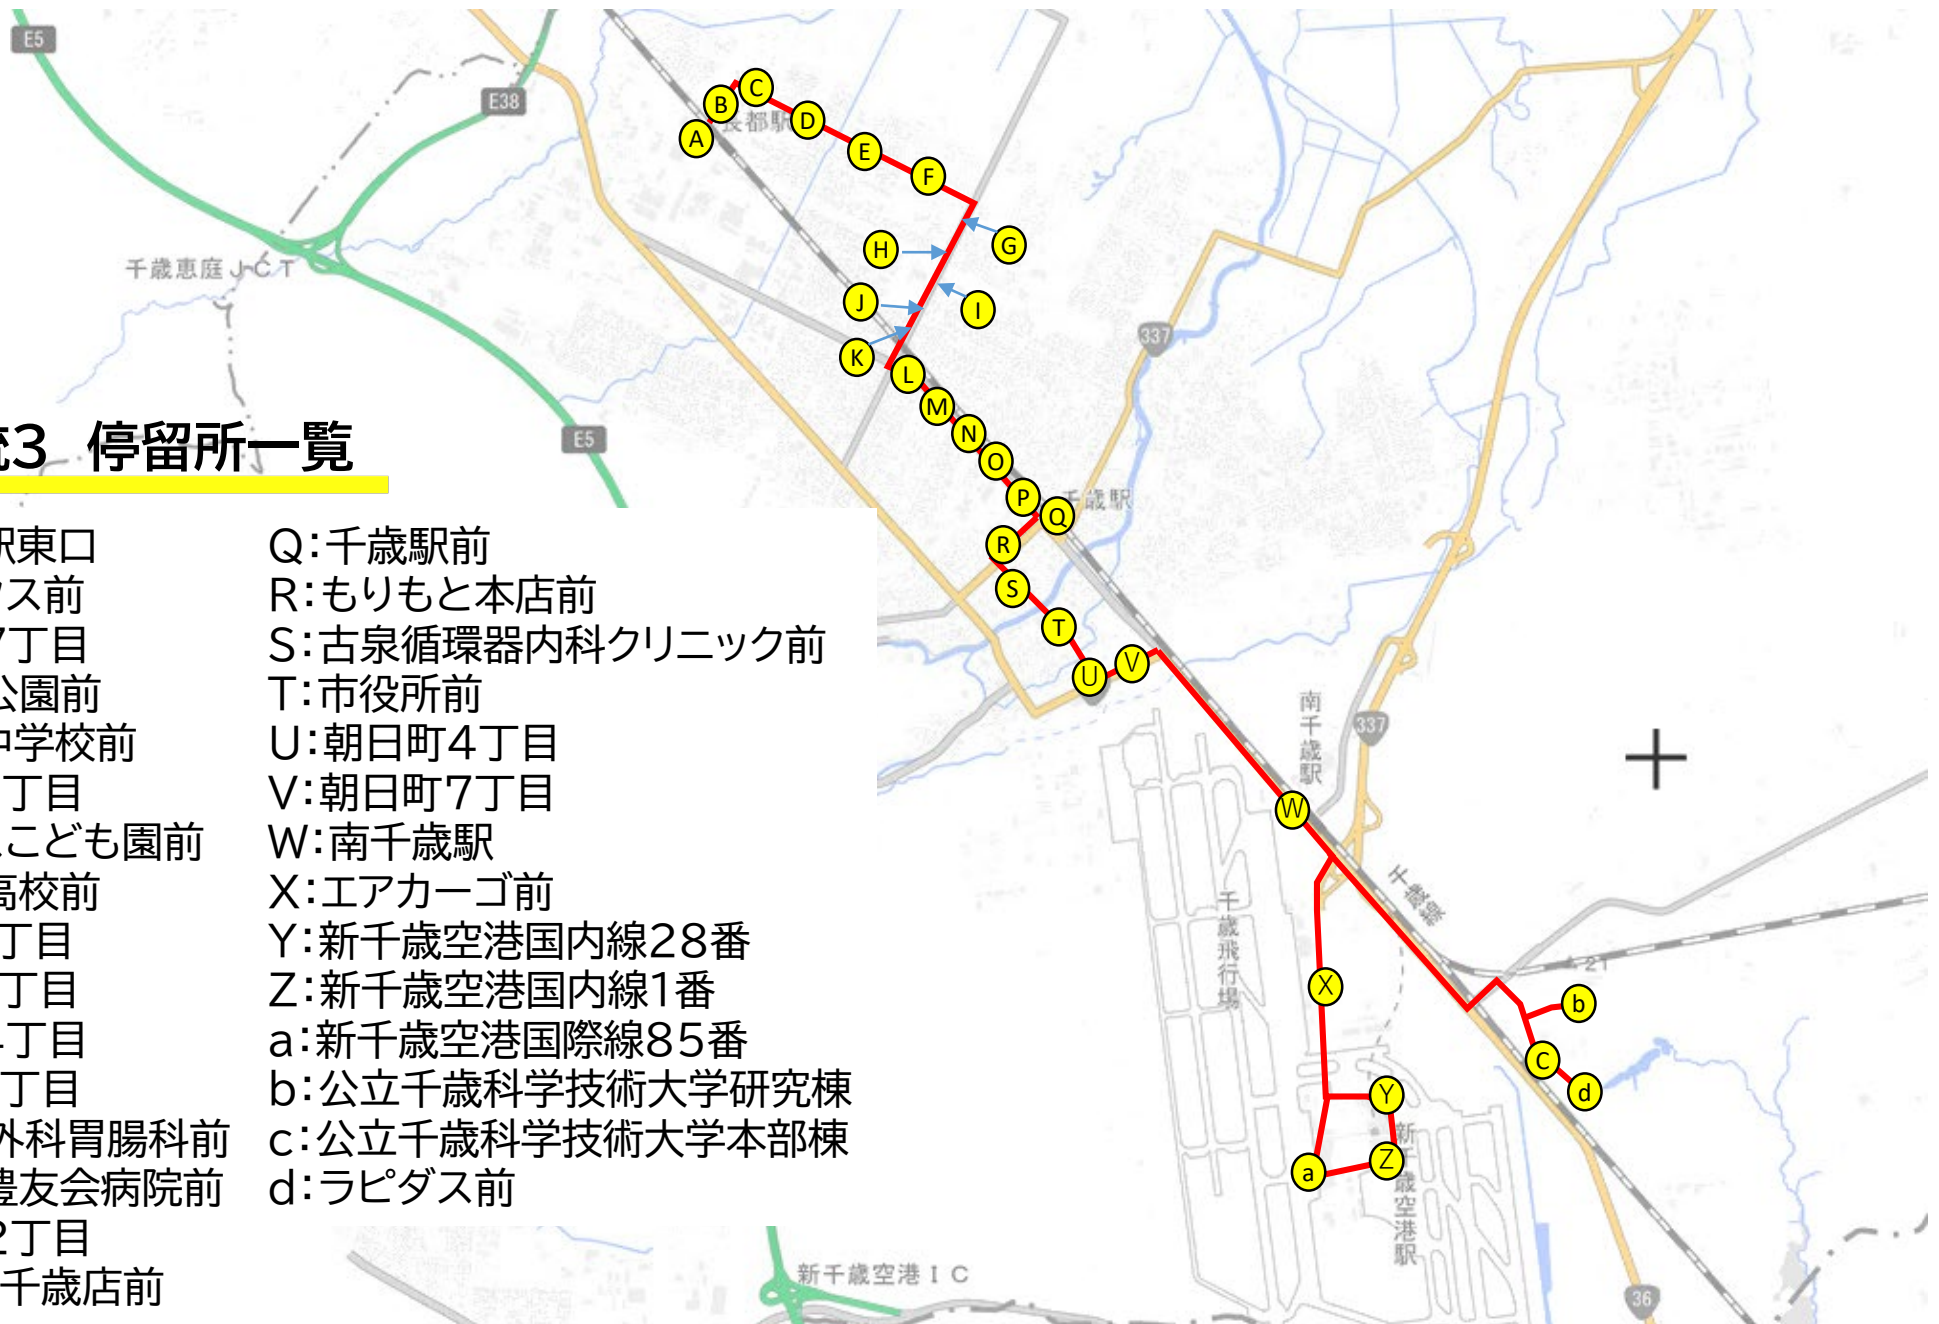 E5
E38
A
B
C
長都駅
D
E
F
G
H
I
J
K
千歳恵庭JCT
337
L
M
N
O
P
Q
千歳駅
E5
統3 停留所一覧
R
S
T
U
V
南千歳駅
337
W
千歳線
千歳飛行場
X
Y
Z
a
新千歳空港駅
b
C
d
新千歳空港IC
36
駅東口
ス前
7丁目
公園前
中学校前
丁目
こども園前
高校前
丁目
丁目
丁目
丁目
外科胃腸科前
豊友会病院前
2丁目
千歳店前
Q:千歳駅前
R:もりもと本店前
S:古泉循環器内科クリニック前
T:市役所前
U:朝日町4丁目
V:朝日町7丁目
W:南千歳駅
X:エアカーゴ前
Y:新千歳空港国内線28番
Z:新千歳空港国内線1番
a:新千歳空港国際線85番
b:公立千歳科学技術大学研究棟
c:公立千歳科学技術大学本部棟
d:ラピダス前